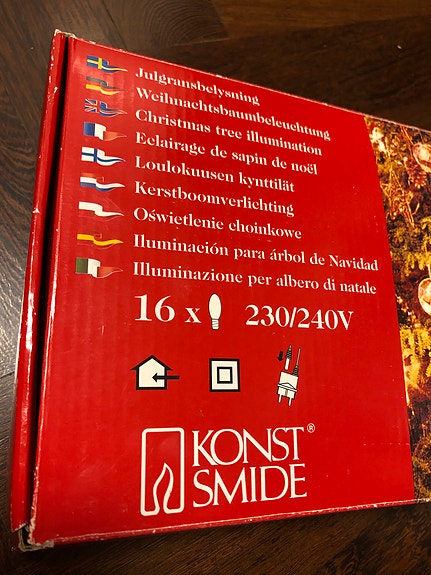 Julgransbelysning
Weihnachtsbaumbeleuchtung
Christmas tree illumination
Eclairage de sapin de noël
Loulokuusen kynttilät
Kerstboomverlichting
Oświetlenie choinkowe
Iluminación para árbol de Navidad
Illuminazione per albero di natale
16 x 230/240V
KONST®
SMIDE